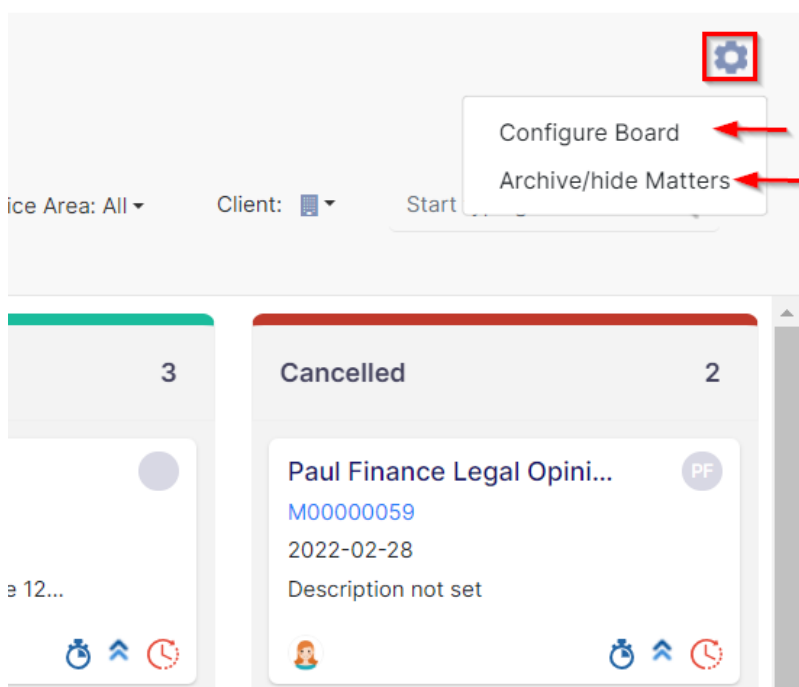 Configure Board
Archive/hide Matters
ice Area: All
Client:
Start
3
Cancelled
2
Paul Finance Legal Opini...
PF
M00000059
2022-02-28
e 12...
Description not set